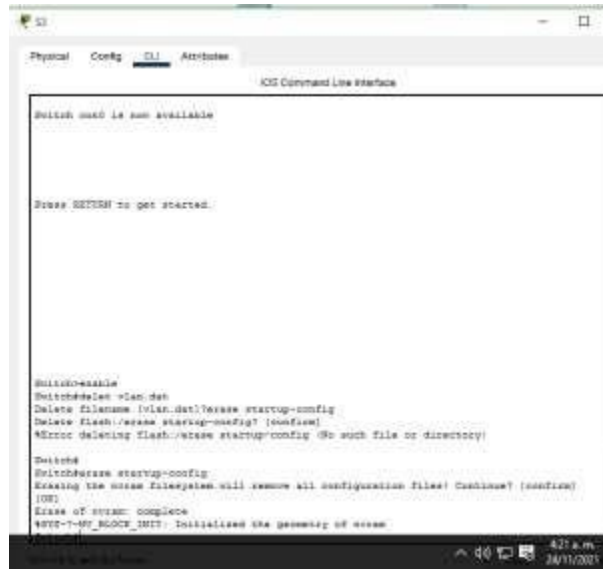 S3
Physical Config CLI Attributes
IOS Command Line Interface
Switch con0 is now available
Press RETURN to get started.
Switch>enable
Switch#delet vlan.dat
Delete filename [vlan.dat]?erase startup-config
Delete flash:/erase startup-config? [confirm]
%Error deleting flash:/erase startup-config (No such file or directory)
Switch#
Switch#erase startup-config
Erasing the nvram filesystem will remove all configuration files! Continue? [confirm]
[OK]
Erase of nvram: complete
%SYS-7-NV_BLOCK_INIT: Initialized the geometry of nvram
4:21 a. m.
24/11/2021